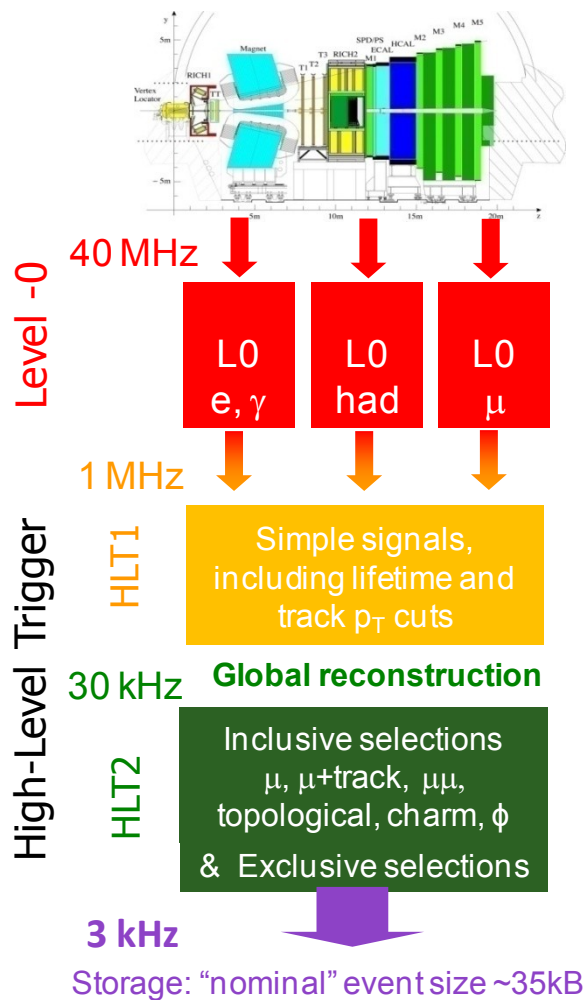 y
5m
Magnet
SPD/PS
ECAL
HCAL
M1
M2
M3
M4
M5
RICH2
T1
T2
T3
RICH1
TT
Vertex
Locator
- 5m
5m
10m
15m
20m
z
40 MHz
Level -0
L0
e, γ
L0
had
L0
μ
1 MHz
High-Level Trigger
HLT1
Simple signals,
including lifetime and
track pT cuts
30 kHz
Global reconstruction
HLT2
Inclusive selections
μ, μ+track, μμ,
topological, charm, ϕ
& Exclusive selections
3 kHz
Storage: “nominal” event size ~35kB